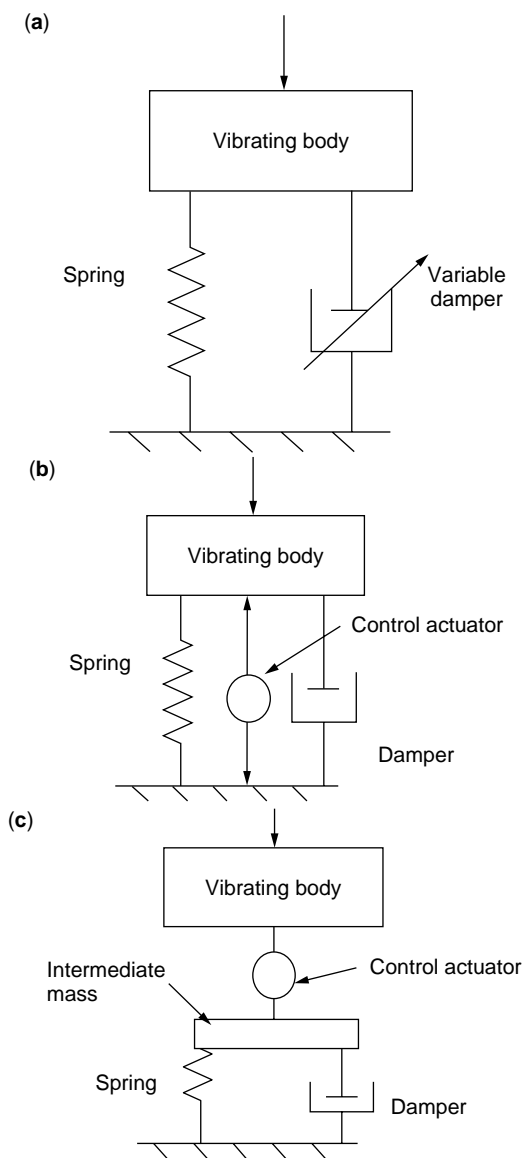 (a)
Vibrating body
Spring
Variable
damper
(b)
Vibrating body
Control actuator
Spring
Damper
(c)
Vibrating body
Intermediate
mass
Control actuator
Spring
Damper